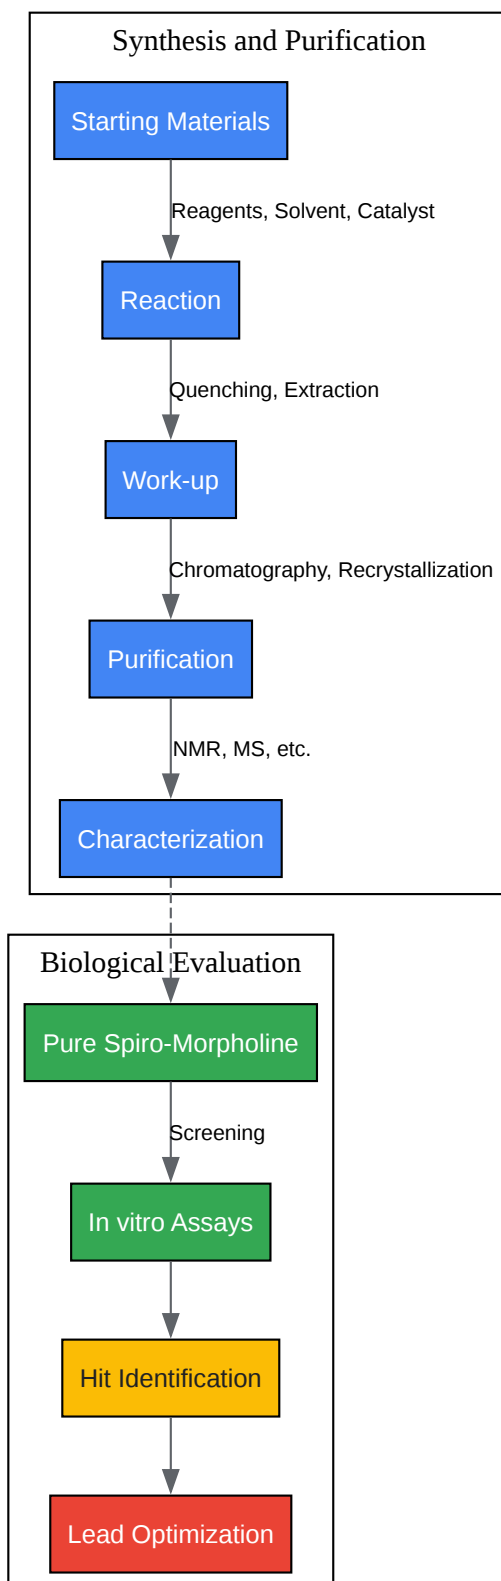 Synthesis and Purification
Starting Materials
Reagents, Solvent, Catalyst
Reaction
Quenching, Extraction
Work-up
Chromatography, Recrystallization
Purification
NMR, MS, etc.
Characterization
Biological Evaluation
Pure Spiro-Morpholine
Screening
In vitro Assays
Hit Identification
Lead Optimization